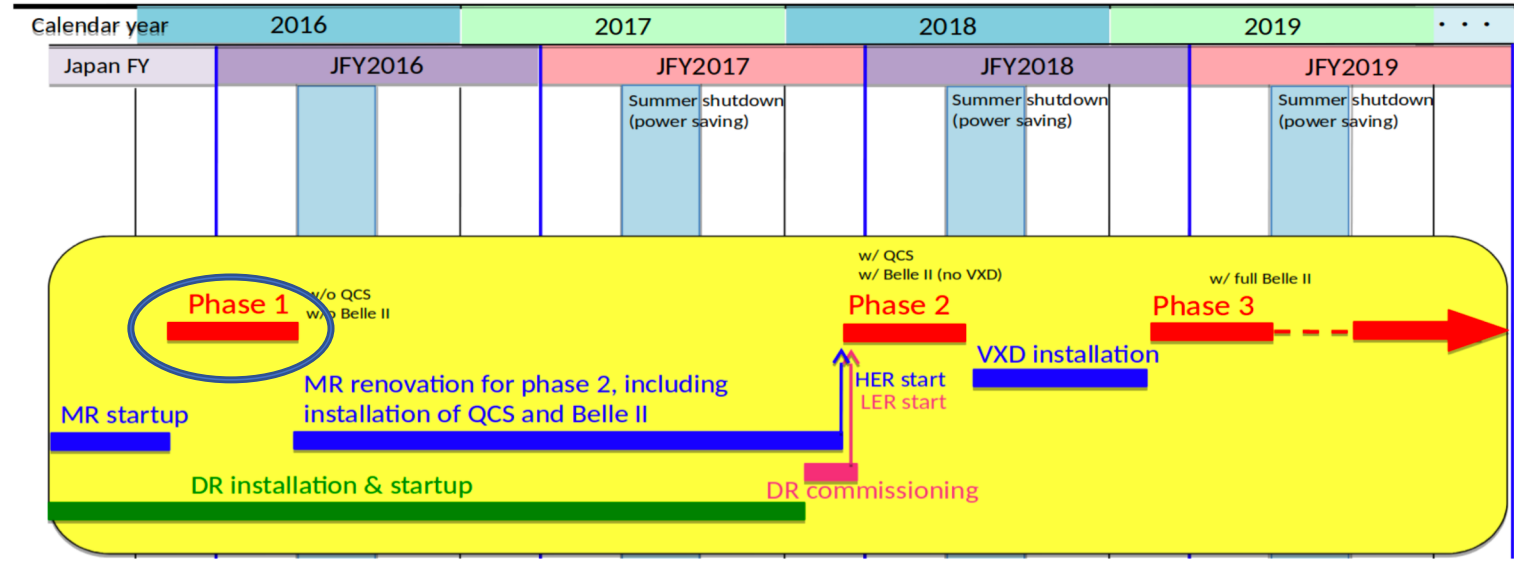 Calendar year 2016 2017 2018 2019 . . .
Japan FY JFY2016 JFY2017 JFY2018 JFY2019
Summer shutdown
(power saving)
Summer shutdown
(power saving)
Summer shutdown
(power saving)
Phase 1
w/o QCS
w/o Belle II
w/ QCS
w/ Belle II (no VXD)
Phase 2
w/ full Belle II
Phase 3
VXD installation
HER start
LER start
MR renovation for phase 2, including
installation of QCS and Belle II
MR startup
DR installation & startup
DR commissioning